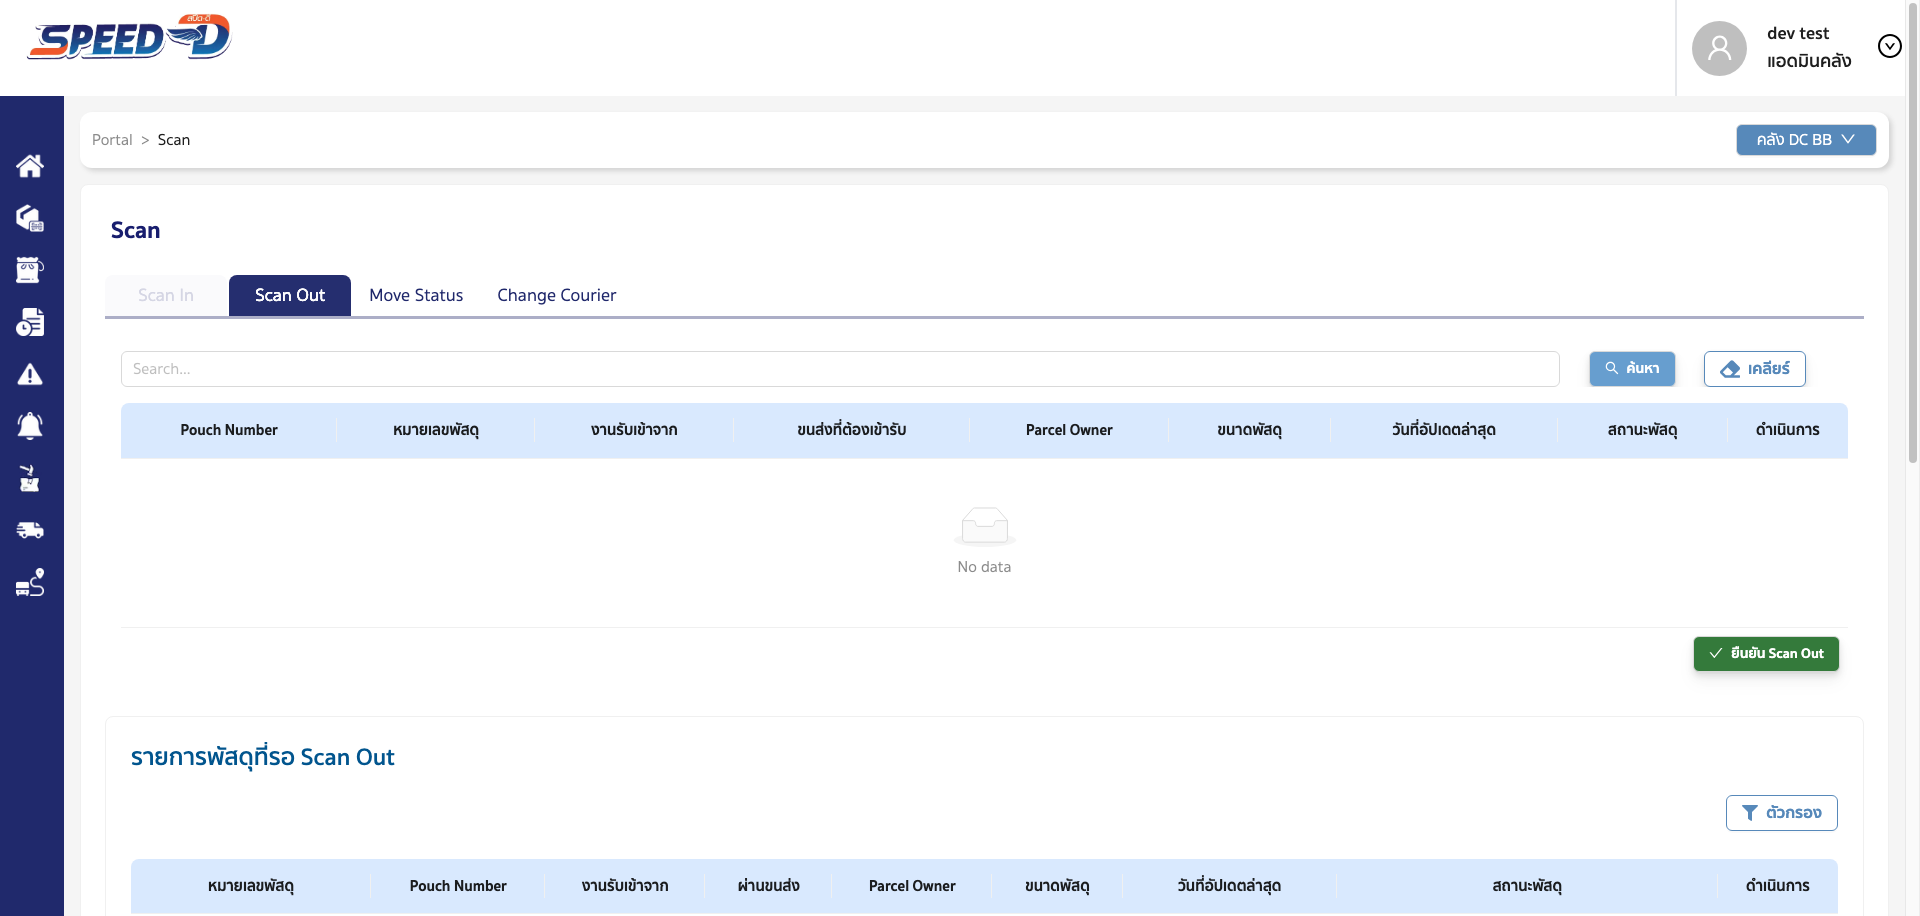 สปีด-ดี
SPEED-D
dev test
แอดมินคลัง
Portal > Scan
คลัง DC BB
Scan
Scan In
Scan Out
Move Status
Change Courier
Search...
ค้นหา
เคลียร์
Pouch Number
หมายเลขพัสดุ
งานรับเข้าจาก
ขนส่งที่ต้องเข้ารับ
Parcel Owner
ขนาดพัสดุ
วันที่อัปเดตล่าสุด
สถานะพัสดุ
ดำเนินการ
No data
ยืนยัน Scan Out
รายการพัสดุที่รอ Scan Out
ตัวกรอง
หมายเลขพัสดุ
Pouch Number
งานรับเข้าจาก
ผ่านขนส่ง
Parcel Owner
ขนาดพัสดุ
วันที่อัปเดตล่าสุด
สถานะพัสดุ
ดำเนินการ